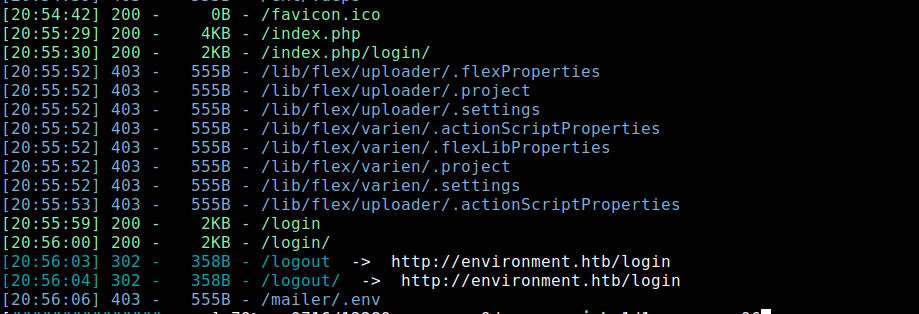 [20:54:42] 200 -     0B - /favicon.ico
[20:55:29] 200 -    4KB - /index.php
[20:55:30] 200 -    2KB - /index.php/login/
[20:55:52] 403 -   555B - /lib/flex/uploader/.flexProperties
[20:55:52] 403 -   555B - /lib/flex/uploader/.project
[20:55:52] 403 -   555B - /lib/flex/uploader/.settings
[20:55:52] 403 -   555B - /lib/flex/varien/.actionScriptProperties
[20:55:52] 403 -   555B - /lib/flex/varien/.flexLibProperties
[20:55:52] 403 -   555B - /lib/flex/varien/.project
[20:55:52] 403 -   555B - /lib/flex/varien/.settings
[20:55:53] 403 -   555B - /lib/flex/uploader/.actionScriptProperties
[20:55:59] 200 -    2KB - /login
[20:56:00] 200 -    2KB - /login/
[20:56:03] 302 -   358B - /logout  ->  http://environment.htb/login
[20:56:04] 302 -   358B - /logout/  ->  http://environment.htb/login
[20:56:06] 403 -   555B - /mailer/.env